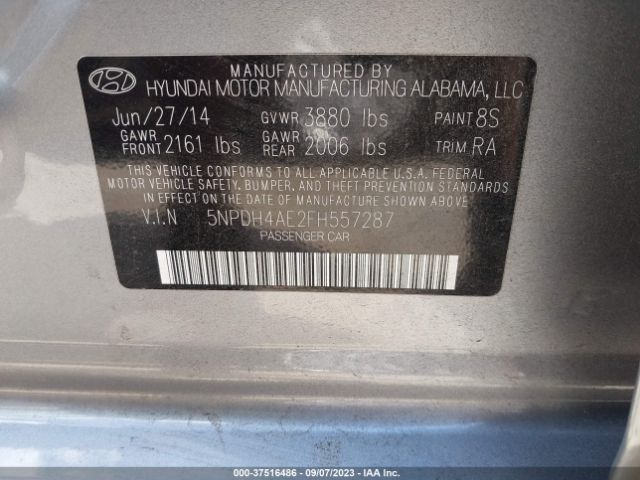 MANUFACTURED BY
HYUNDAI MOTOR MANUFACTURING ALABAMA, LLC
Jun/27/14 GVWR 3880 lbs PAINT 8S
GAWR FRONT 2161 lbs GAWR REAR 2006 lbs TRIM RA
THIS VEHICLE CONFORMS TO ALL APPLICABLE U.S.A. FEDERAL
MOTOR VEHICLE SAFETY, BUMPER, AND THEFT PREVENTION STANDARDS
IN EFFECT ON THE DATE OF MANUFACTURE SHOWN ABOVE.
V.I.N 5NPDH4AE2FH557287
PASSENGER CAR
000-37516486 - 09/07/2023 - IAA Inc.